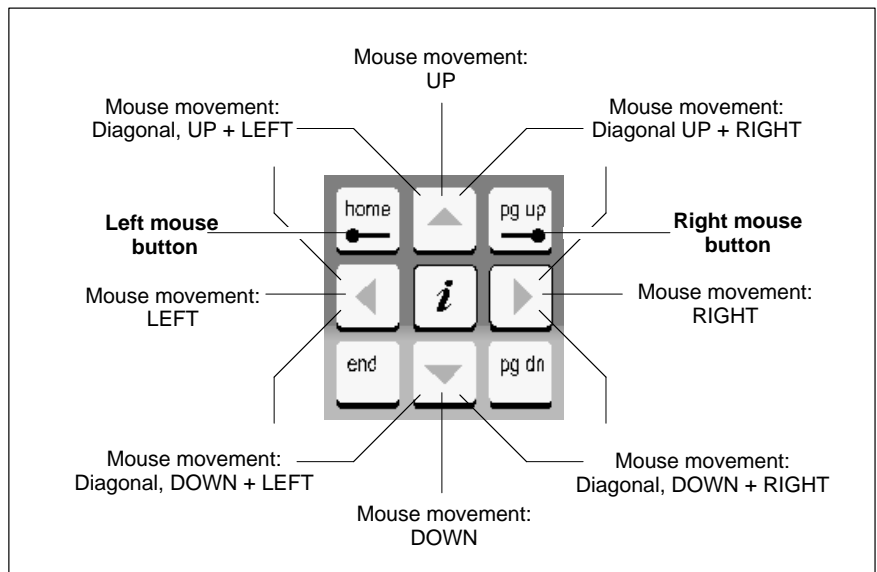 Mouse movement:
UP
Mouse movement:
Diagonal, UP + LEFT
Mouse movement:
Diagonal UP + RIGHT
home
pg up
Left mouse
button
Right mouse
button
Mouse movement:
LEFT
i
Mouse movement:
RIGHT
end
pg dn
Mouse movement:
Diagonal, DOWN + LEFT
Mouse movement:
Diagonal, DOWN + RIGHT
Mouse movement:
DOWN